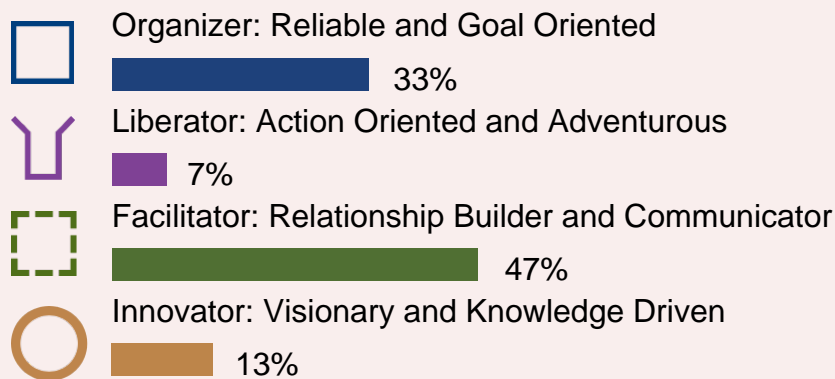 Organizer: Reliable and Goal Oriented
33%
Liberator: Action Oriented and Adventurous
7%
Facilitator: Relationship Builder and Communicator
47%
Innovator: Visionary and Knowledge Driven
13%